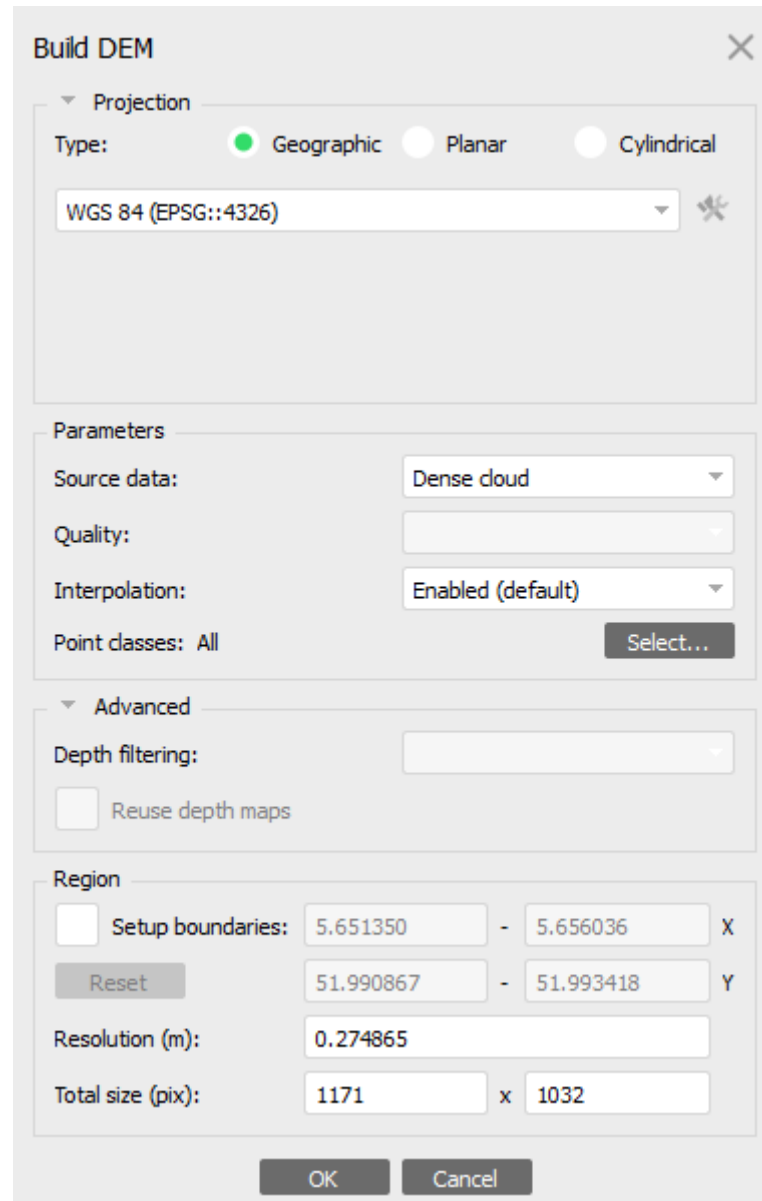 Build DEM
Projection
Type: Geographic Planar Cylindrical
WGS 84 (EPSG::4326)
Parameters
Source data: Dense cloud
Quality:
Interpolation: Enabled (default)
Point classes: All Select...
Advanced
Depth filtering:
Reuse depth maps
Region
Setup boundaries: 5.651350 - 5.656036 X
Reset 51.990867 - 51.993418 Y
Resolution (m): 0.274865
Total size (pix): 1171 x 1032
OK Cancel